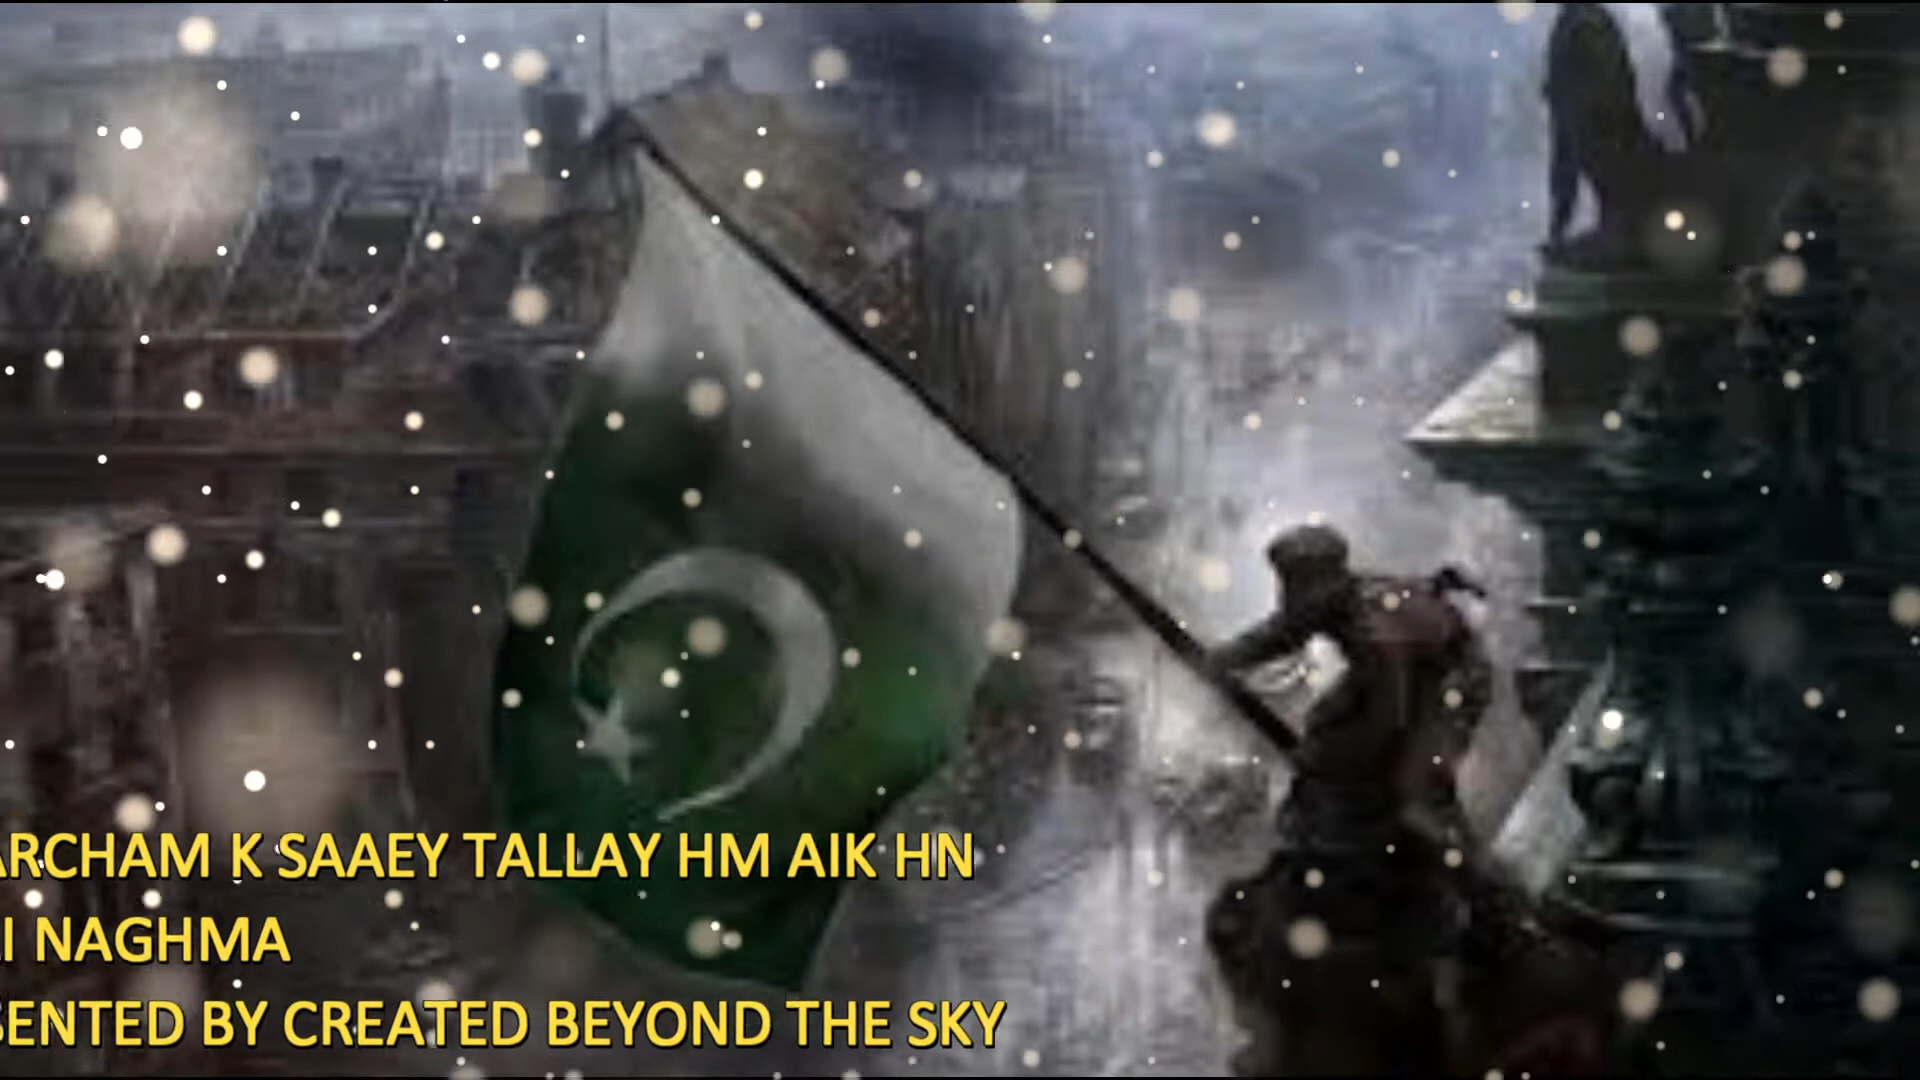 ARCHAM K SAAEY TALLAY HM AIK HN
I NAGHMA
SENTED BY CREATED BEYOND THE SKY